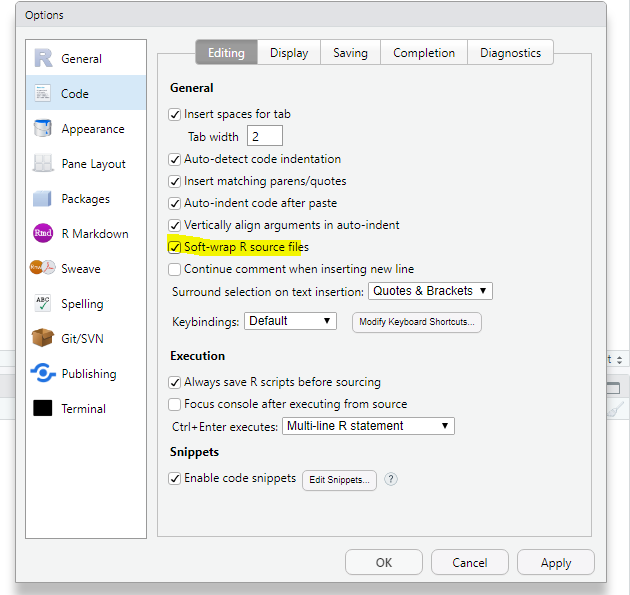 Options
General
Code
Appearance
Pane Layout
Packages
Rmd R Markdown
Rnw Sweave
ABC Spelling
Git/SVN
Publishing
Terminal
Editing Display Saving Completion Diagnostics
General
Insert spaces for tab
Tab width 2
Auto-detect code indentation
Insert matching parens/quotes
Auto-indent code after paste
Vertically align arguments in auto-indent
Soft-wrap R source files
Continue comment when inserting new line
Surround selection on text insertion: Quotes & Brackets
Keybindings: Default Modify Keyboard Shortcuts...
Execution
Always save R scripts before sourcing
Focus console after executing from source
Ctrl+Enter executes: Multi-line R statement
Snippets
Enable code snippets Edit Snippets... ?
OK Cancel Apply